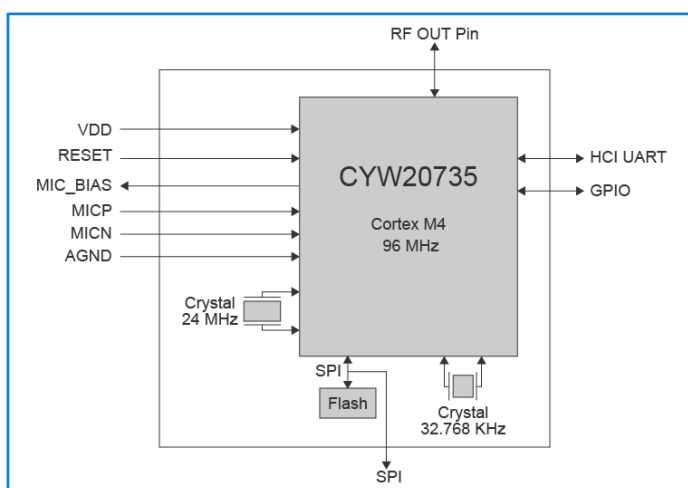 RF OUT Pin
VDD
RESET
MIC_BIAS
MICP
MICN
AGND
CYW20735
Cortex M4
96 MHz
HCI UART
GPIO
Crystal
24 MHz
SPI
Flash
Crystal
32.768 KHz
SPI